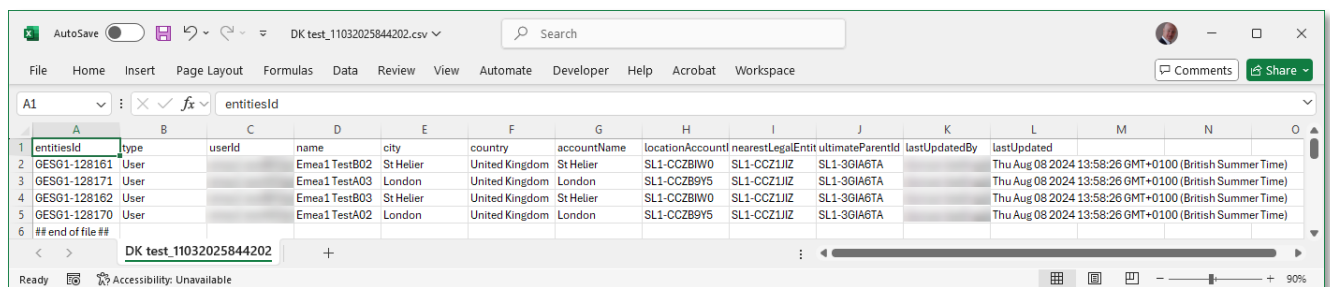 AutoSave Off DK test_11032025844202.csv Search
File Home Insert Page Layout Formulas Data Review View Automate Developer Help Acrobat Workspace Comments Share
A1 fx entitiesId
A B C D E F G H I J K L M N O
1 entitiesId type userId name city country accountName locationAccountI nearestLegalEntit ultimateParentId lastUpdatedBy lastUpdated
2 GESG1-128161 User Emea1 TestB02 St Helier United Kingdom St Helier SL1-CCZBIW0 SL1-CCZ1JIZ SL1-3GIA6TA Thu Aug 08 2024 13:58:26 GMT+0100 (British Summer Time)
3 GESG1-128171 User Emea1 TestA03 London United Kingdom London SL1-CCZB9Y5 SL1-CCZ1JIZ SL1-3GIA6TA Thu Aug 08 2024 13:58:26 GMT+0100 (British Summer Time)
4 GESG1-128162 User Emea1 TestB03 St Helier United Kingdom St Helier SL1-CCZBIW0 SL1-CCZ1JIZ SL1-3GIA6TA Thu Aug 08 2024 13:58:26 GMT+0100 (British Summer Time)
5 GESG1-128170 User Emea1 TestA02 London United Kingdom London SL1-CCZB9Y5 SL1-CCZ1JIZ SL1-3GIA6TA Thu Aug 08 2024 13:58:26 GMT+0100 (British Summer Time)
6 ## end of file ##
DK test_11032025844202
Ready Accessibility: Unavailable 90%